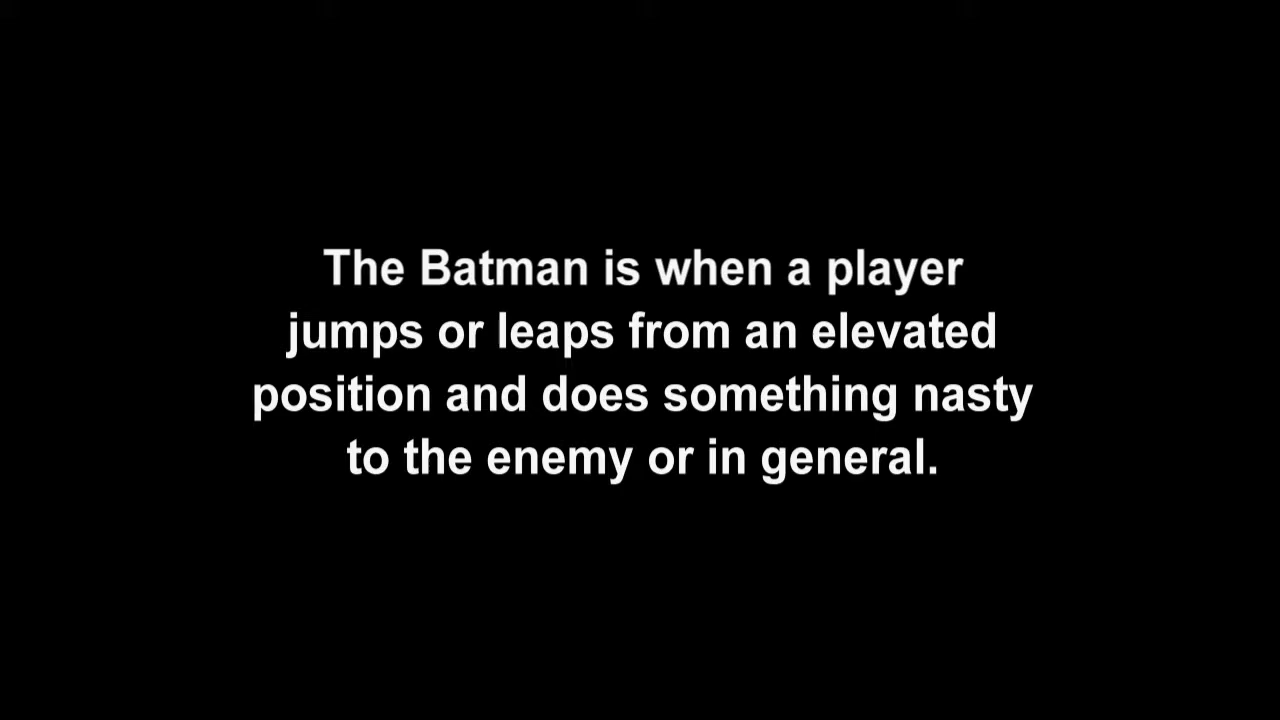 The Batman is when a player
jumps or leaps from an elevated
position and does something nasty
to the enemy or in general.